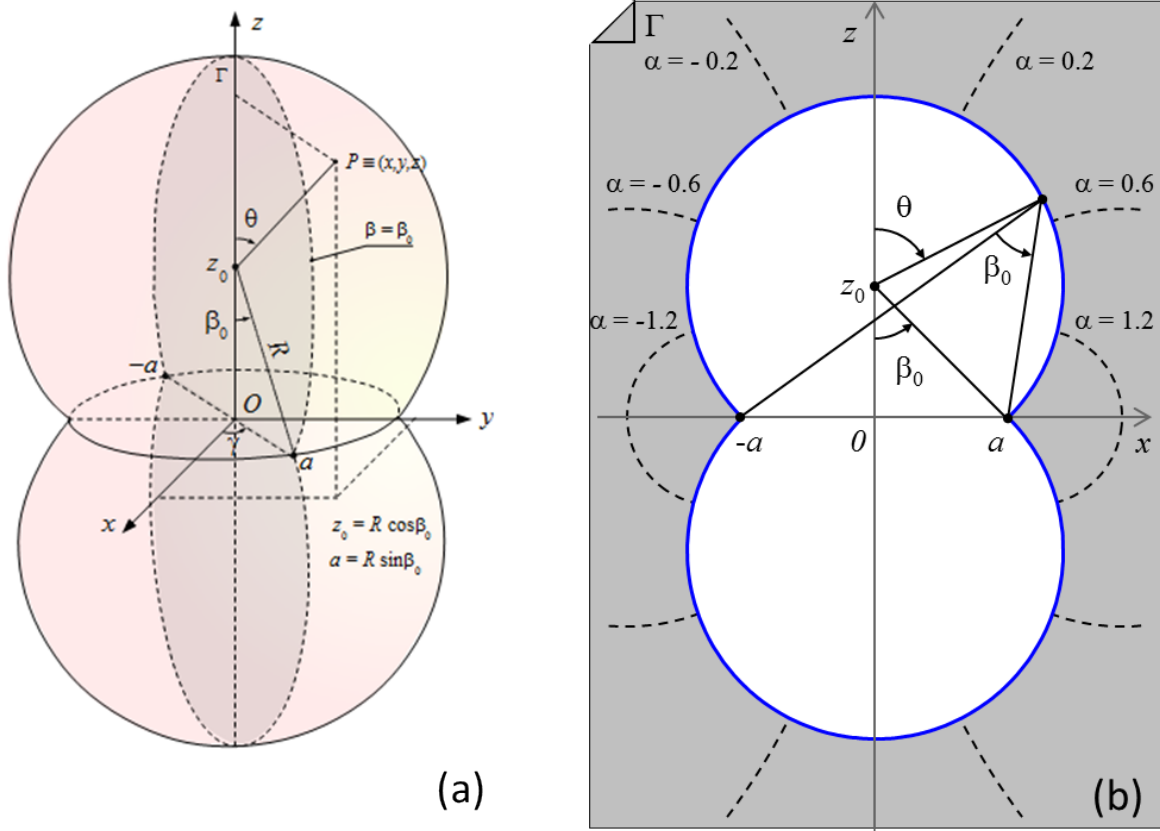 z
Γ
P ≡ (x,y,z)
θ
β = β₀
z₀
β₀
R
−a
O
y
γ
a
x
z₀ = R cosβ₀
a = R sinβ₀
(a)
Γ
z
α = - 0.2
α = 0.2
α = - 0.6
α = 0.6
θ
β₀
z₀
α = -1.2
α = 1.2
β₀
-a
0
a
x
(b)